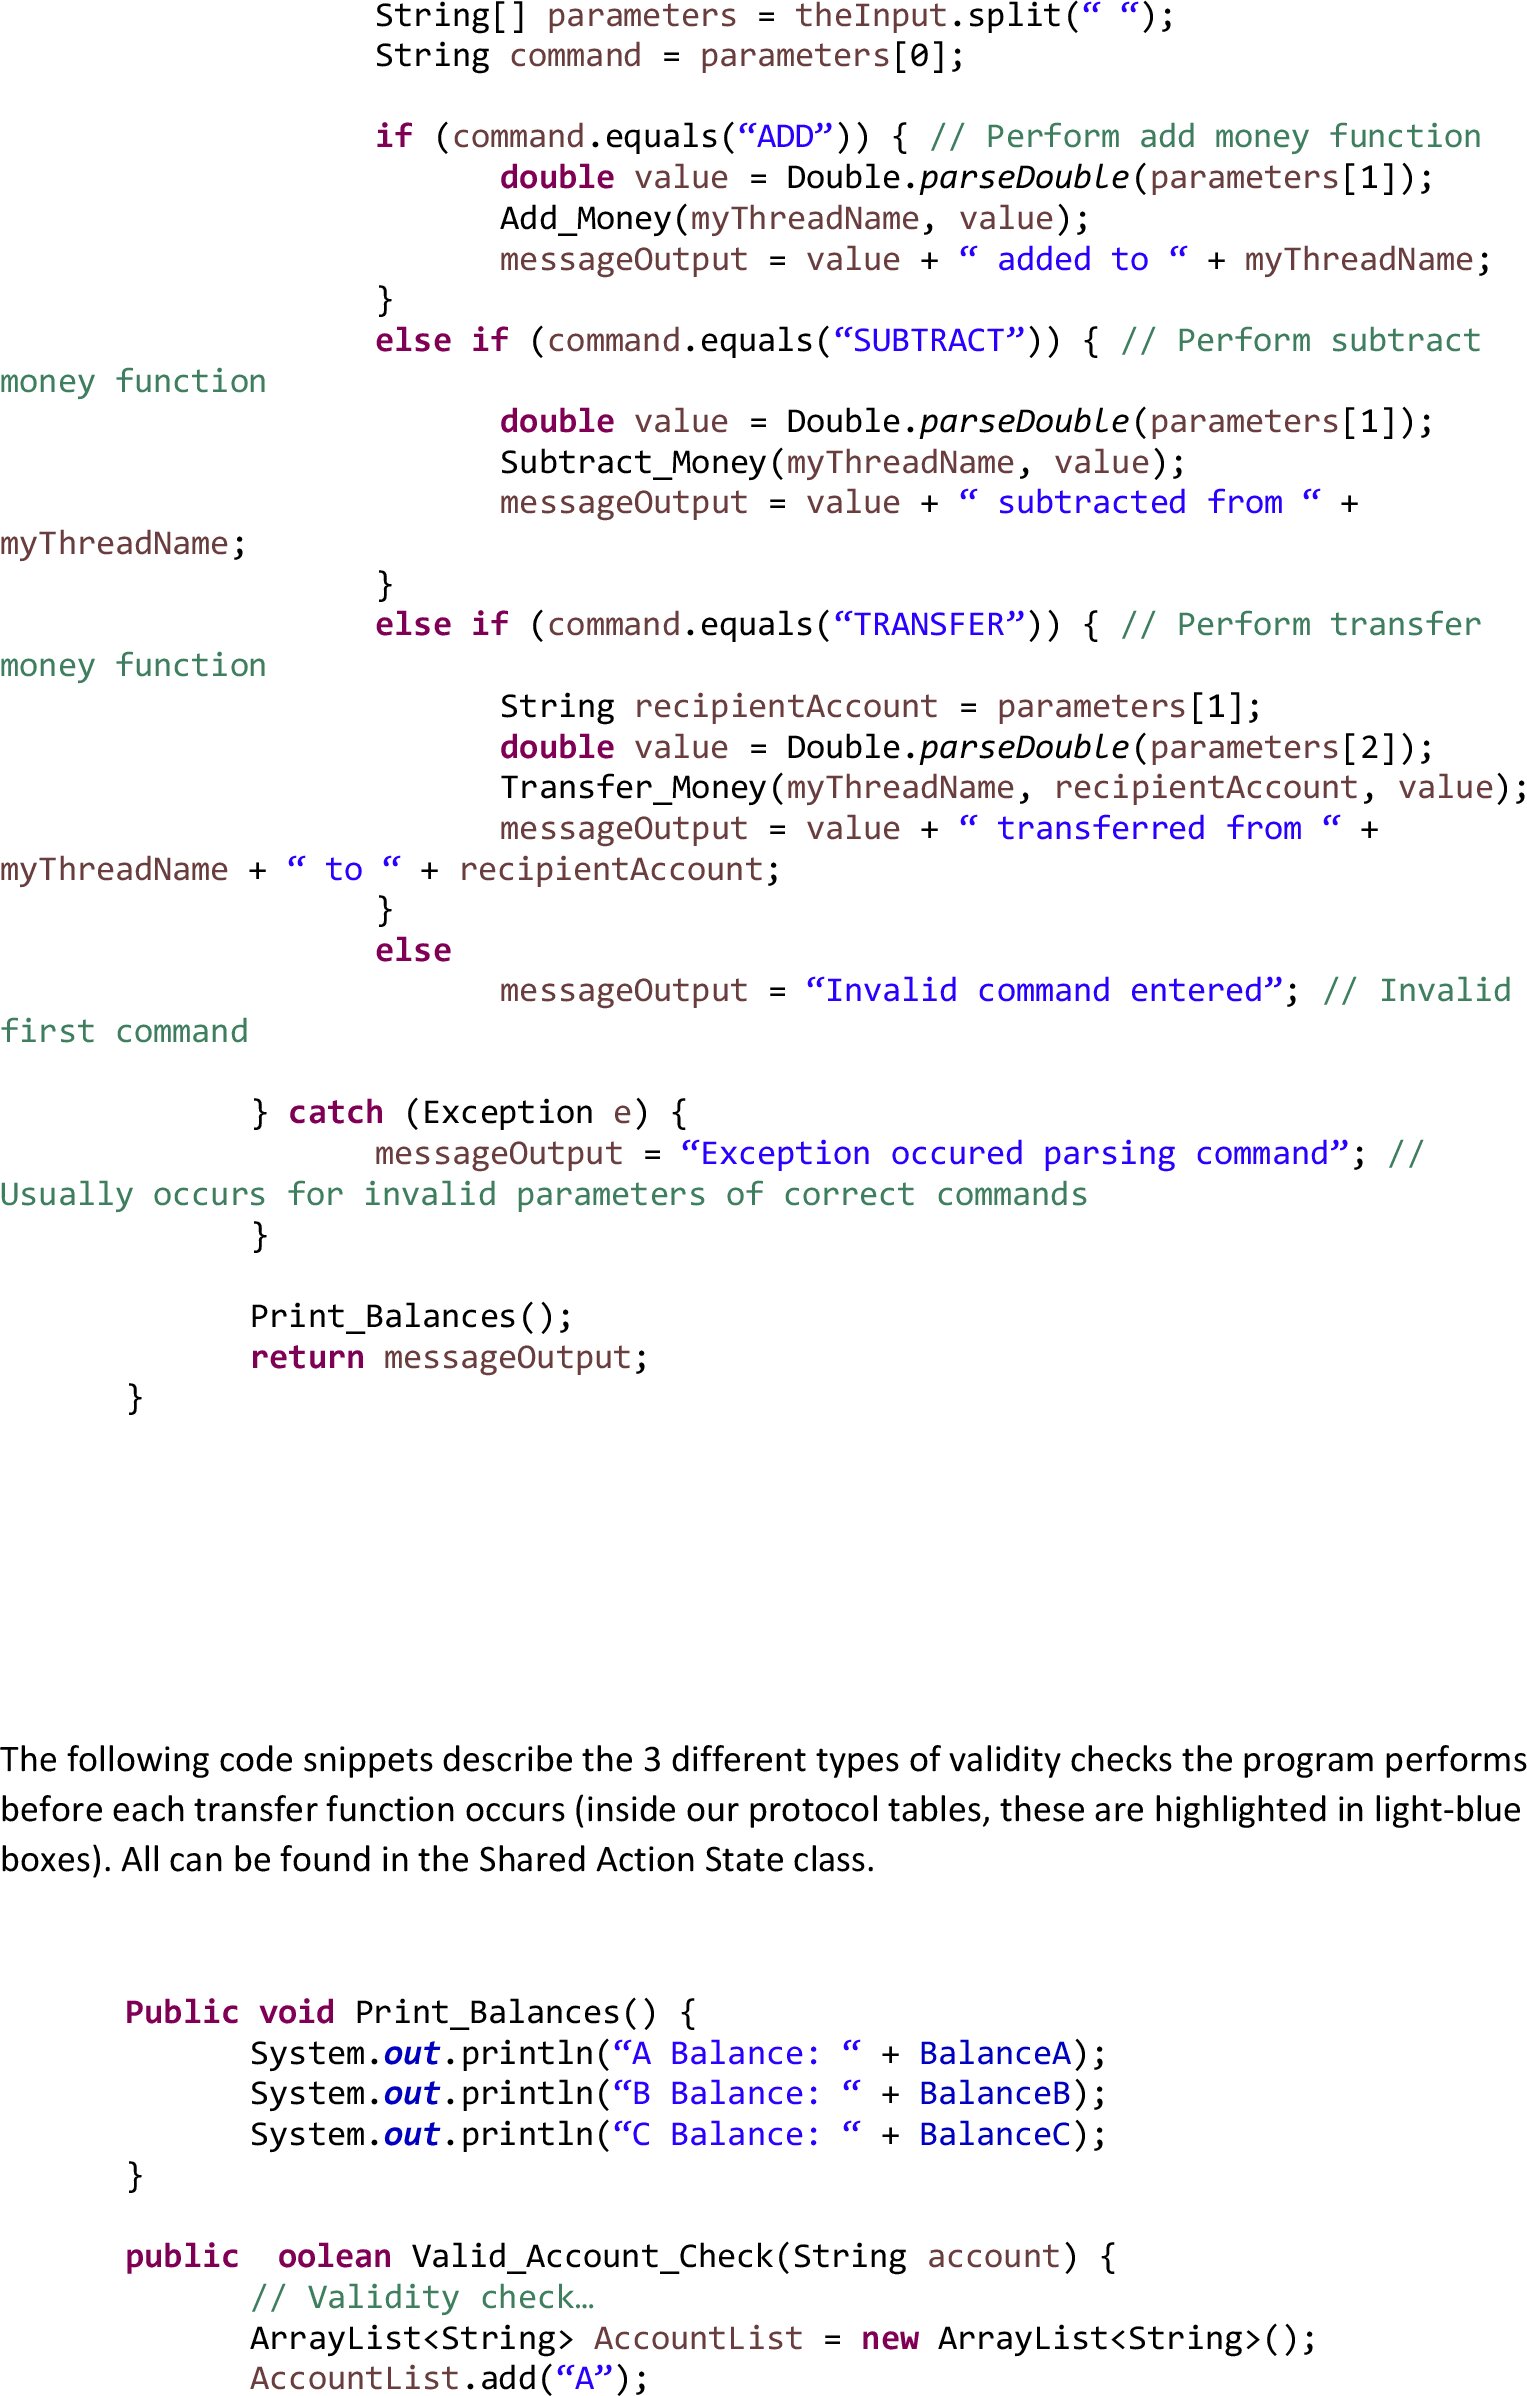 String[] parameters = theInput.split(“ “);
String command = parameters[0];
if (command.equals(“ADD”)) { // Perform add money function
double value = Double.parseDouble(parameters[1]);
Add_Money(myThreadName, value);
messageOutput = value + “ added to “ + myThreadName;
}
else if (command.equals(“SUBTRACT”)) { // Perform subtract
money function
double value = Double.parseDouble(parameters[1]);
Subtract_Money(myThreadName, value);
messageOutput = value + “ subtracted from “ +
myThreadName;
}
else if (command.equals(“TRANSFER”)) { // Perform transfer
money function
String recipientAccount = parameters[1];
double value = Double.parseDouble(parameters[2]);
Transfer_Money(myThreadName, recipientAccount, value);
messageOutput = value + “ transferred from “ +
myThreadName + “ to “ + recipientAccount;
}
else
messageOutput = “Invalid command entered”; // Invalid
first command
} catch (Exception e) {
messageOutput = “Exception occured parsing command”; //
Usually occurs for invalid parameters of correct commands
}
Print_Balances();
return messageOutput;
}
The following code snippets describe the 3 different types of validity checks the program performs
before each transfer function occurs (inside our protocol tables, these are highlighted in light-blue
boxes). All can be found in the Shared Action State class.
Public void Print_Balances() {
System.out.println(“A Balance: “ + BalanceA);
System.out.println(“B Balance: “ + BalanceB);
System.out.println(“C Balance: “ + BalanceC);
}
public  oolean Valid_Account_Check(String account) {
// Validity check…
ArrayList<String> AccountList = new ArrayList<String>();
AccountList.add(“A”);